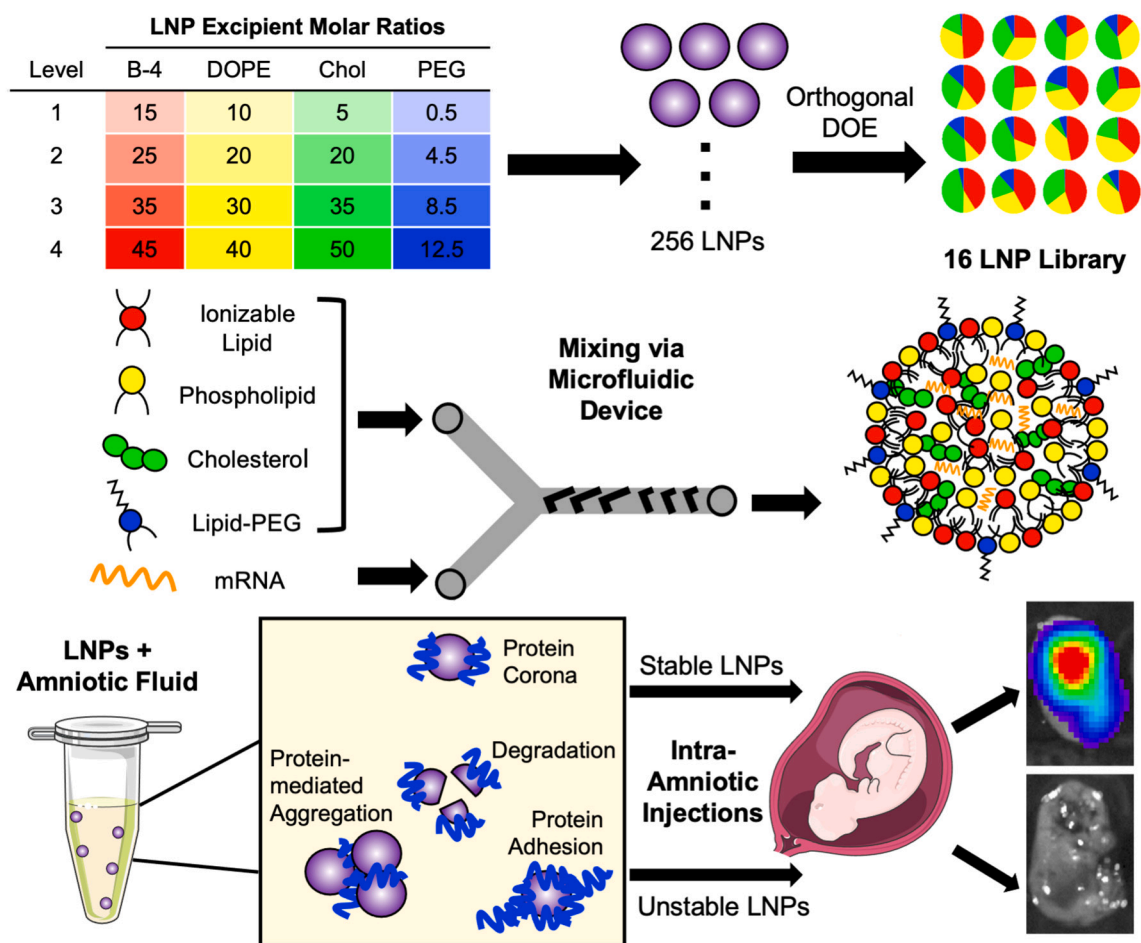 LNP Excipient Molar Ratios
Level B-4 DOPE Chol PEG
1 15 10 5 0.5
2 25 20 20 4.5
3 35 30 35 8.5
4 45 40 50 12.5
256 LNPs
Orthogonal
DOE
16 LNP Library
Ionizable
Lipid
Phospholipid
Cholesterol
Lipid-PEG
mRNA
Mixing via
Microfluidic
Device
LNPs +
Amniotic Fluid
Protein
Corona
Degradation
Protein-
mediated
Aggregation
Protein
Adhesion
Stable LNPs
Intra-
Amniotic
Injections
Unstable LNPs